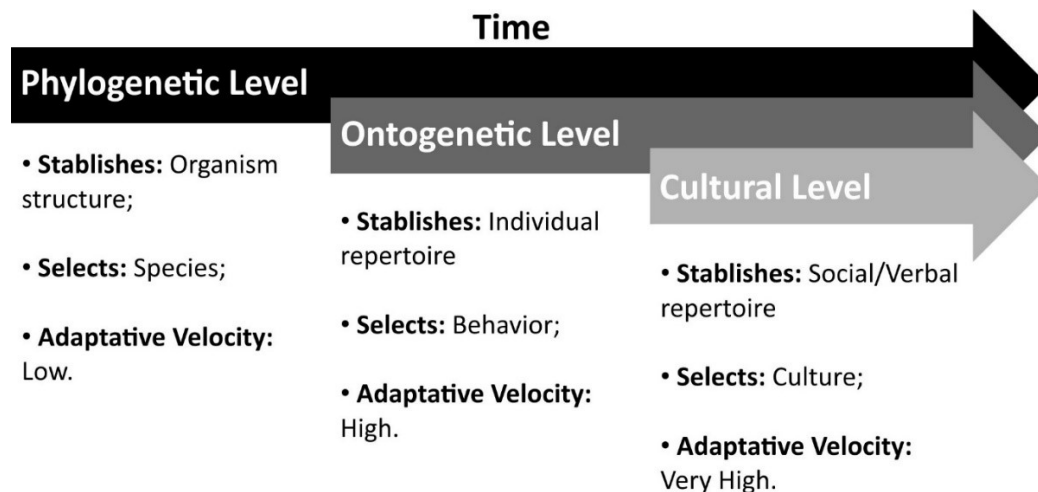 Time
Phylogenetic Level
• Stablishes: Organism
structure;
• Selects: Species;
• Adaptative Velocity:
Low.
Ontogenetic Level
• Stablishes: Individual
repertoire
• Selects: Behavior;
• Adaptative Velocity:
High.
Cultural Level
• Stablishes: Social/Verbal
repertoire
• Selects: Culture;
• Adaptative Velocity:
Very High.